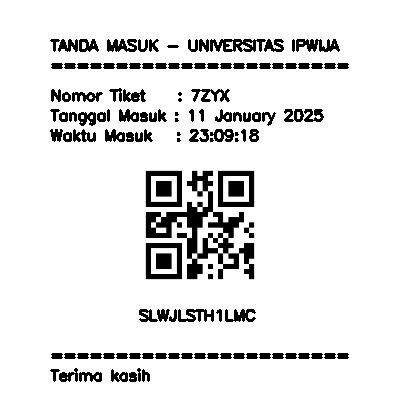 TANDA MASUK - UNIVERSITAS IPWIJA
========================
Nomor Tiket : 7ZYX
Tanggal Masuk : 11 January 2025
Waktu Masuk : 23:09:18
SLWJLSTH1LMC
========================
Terima kasih